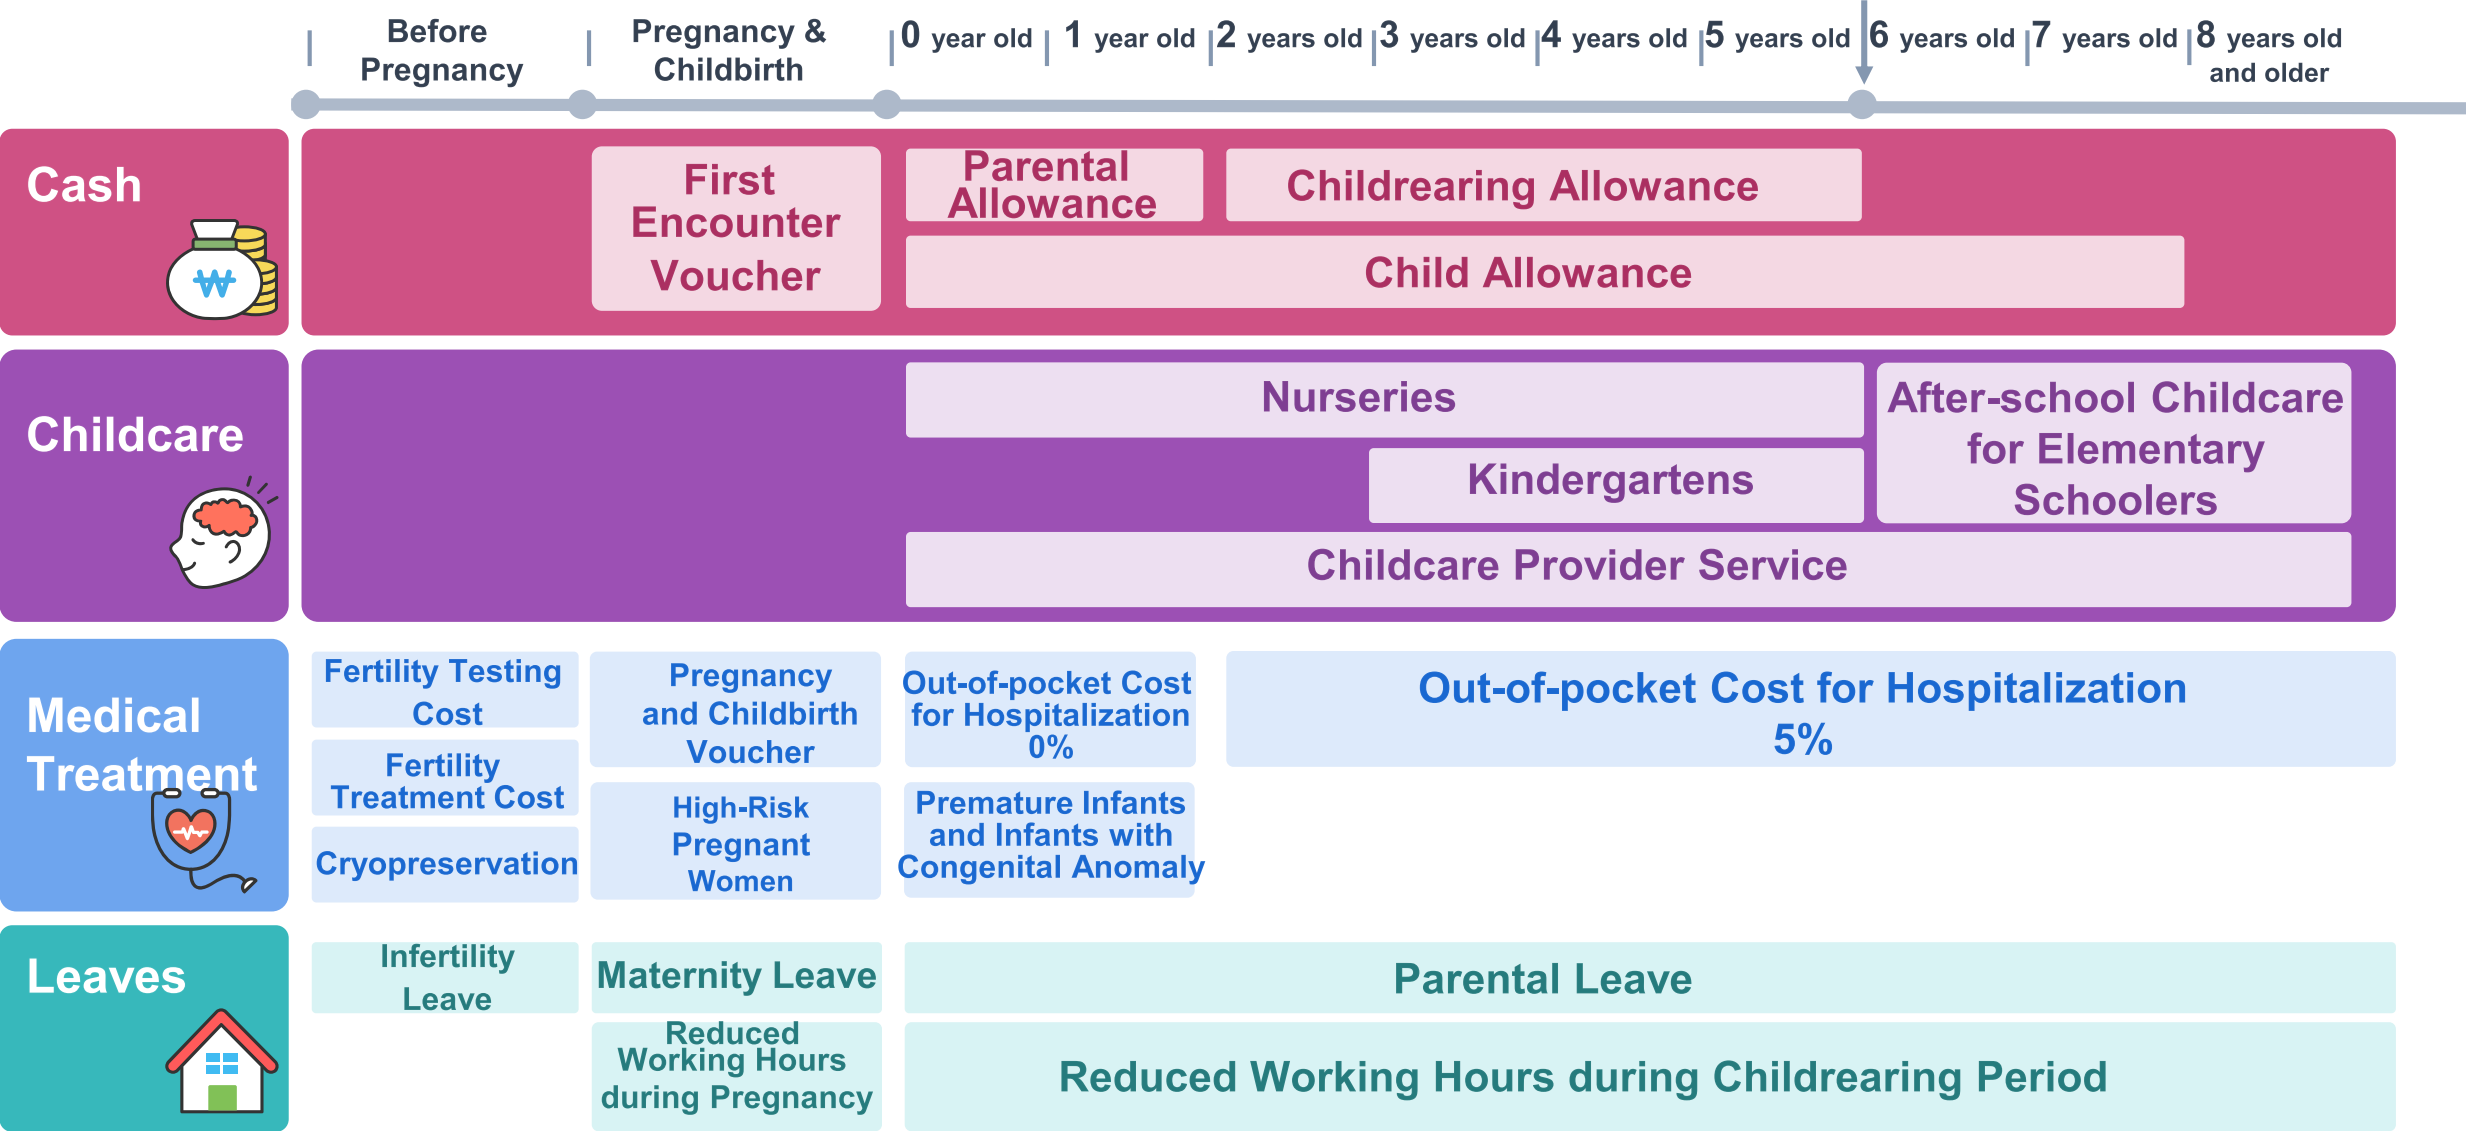 Before
Pregnancy
Pregnancy &
Childbirth
0 year old
1 year old
2 years old
3 years old
4 years old
5 years old
6 years old
7 years old
8 years old
and older
Cash
₩
First
Encounter
Voucher
Parental
Allowance
Childrearing Allowance
Child Allowance
Childcare
Nurseries
Kindergartens
After-school Childcare
for Elementary
Schoolers
Childcare Provider Service
Medical
Treatment
Fertility Testing
Cost
Fertility
Treatment Cost
Cryopreservation
Pregnancy
and Childbirth
Voucher
High-Risk
Pregnant
Women
Out-of-pocket Cost
for Hospitalization
0%
Premature Infants
and Infants with
Congenital Anomaly
Out-of-pocket Cost for Hospitalization
5%
Leaves
Infertility
Leave
Maternity Leave
Reduced
Working Hours
during Pregnancy
Parental Leave
Reduced Working Hours during Childrearing Period